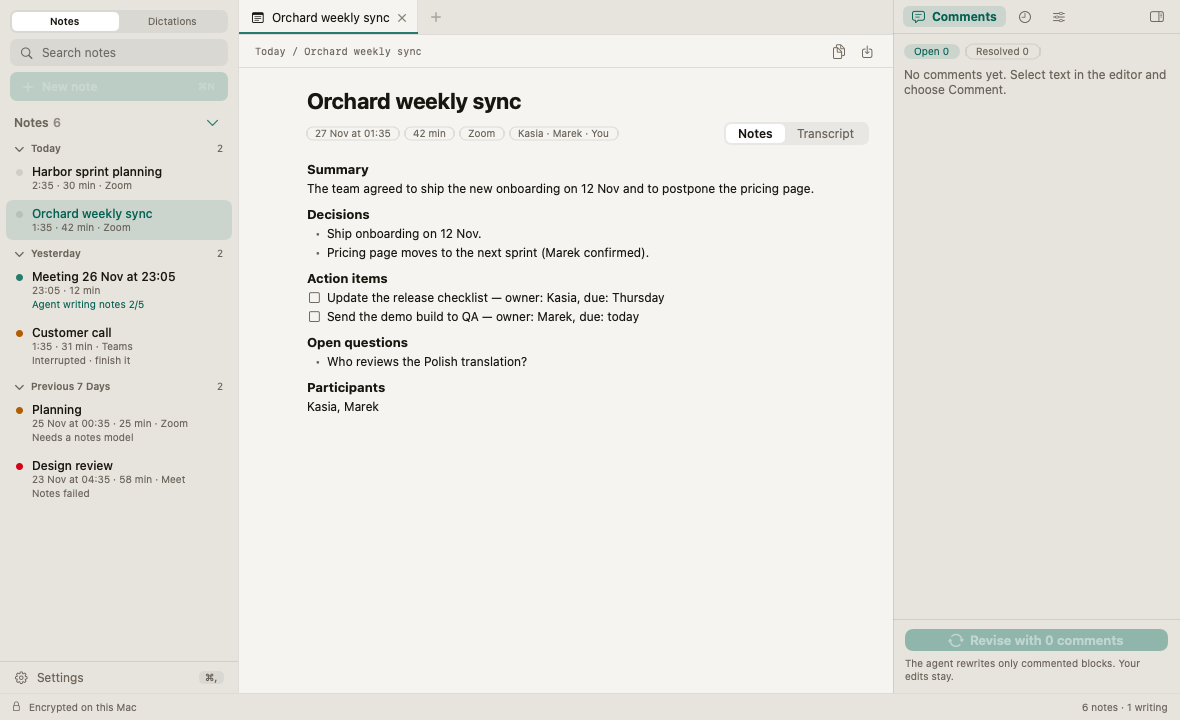 Notes
Dictations
Search notes
New note ⌘N
Notes 6
Today 2
Harbor sprint planning
2:35 · 30 min · Zoom
Orchard weekly sync
1:35 · 42 min · Zoom
Yesterday 2
Meeting 26 Nov at 23:05
23:05 · 12 min
Agent writing notes 2/5
Customer call
1:35 · 31 min · Teams
Interrupted · finish it
Previous 7 Days 2
Planning
25 Nov at 00:35 · 25 min · Zoom
Needs a notes model
Design review
23 Nov at 04:35 · 58 min · Meet
Notes failed
Settings ⌘,
Encrypted on this Mac
Orchard weekly sync
Today / Orchard weekly sync
Orchard weekly sync
27 Nov at 01:35 42 min Zoom Kasia · Marek · You
Notes Transcript
Summary
The team agreed to ship the new onboarding on 12 Nov and to postpone the pricing page.
Decisions
• Ship onboarding on 12 Nov.
• Pricing page moves to the next sprint (Marek confirmed).
Action items
Update the release checklist — owner: Kasia, due: Thursday
Send the demo build to QA — owner: Marek, due: today
Open questions
• Who reviews the Polish translation?
Participants
Kasia, Marek
Comments
Open 0 Resolved 0
No comments yet. Select text in the editor and
choose Comment.
Revise with 0 comments
The agent rewrites only commented blocks. Your
edits stay.
6 notes · 1 writing